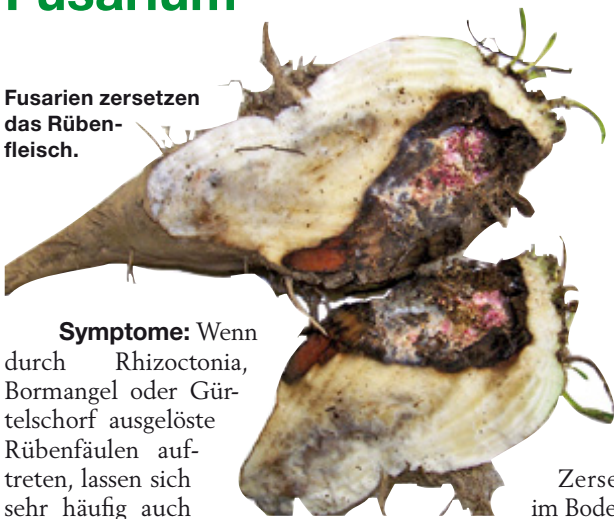 Fusarium
Fusarien zersetzen
das Rüben-
fleisch.
Symptome: Wenn
durch Rhizoctonia,
Bormangel oder Gür-
telschorf ausgelöste
Rübenfäulen auf-
treten, lassen sich
sehr häufig auch
im Bode